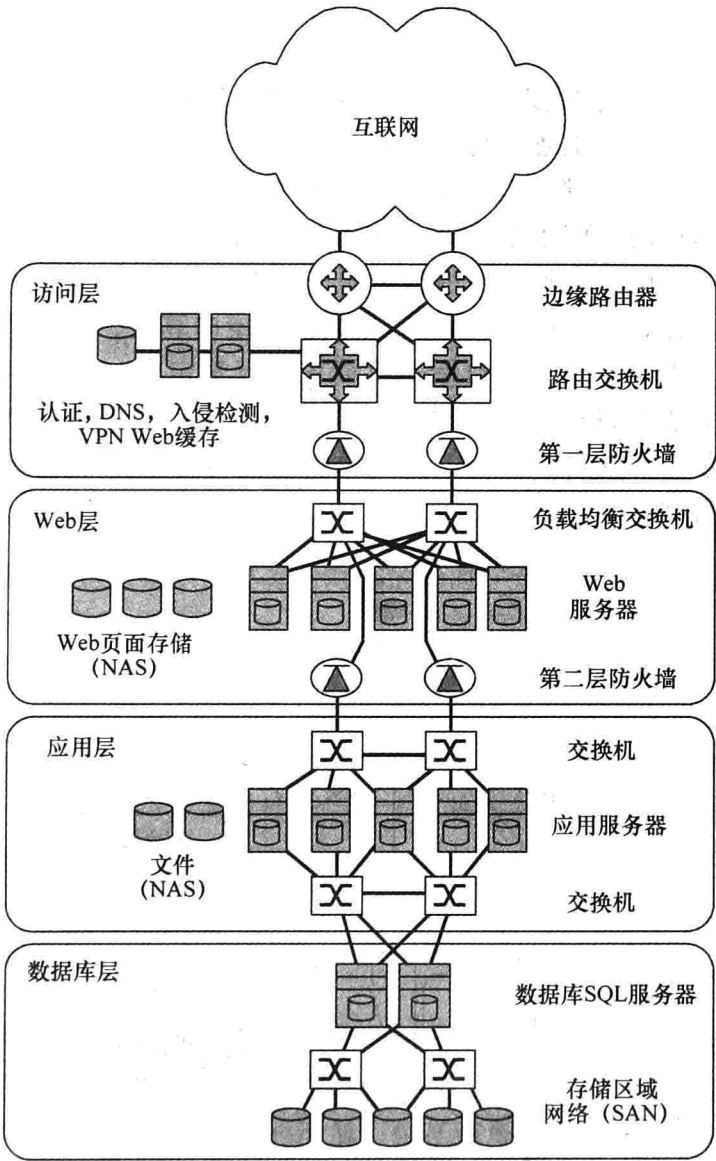 互联网
访问层
边缘路由器
路由交换机
认证, DNS, 入侵检测,
VPN Web缓存
第一层防火墙
Web层
负载均衡交换机
Web
服务器
Web页面存储
(NAS)
第二层防火墙
应用层
交换机
应用服务器
文件
(NAS)
交换机
数据库层
数据库SQL服务器
存储区域
网络 (SAN)